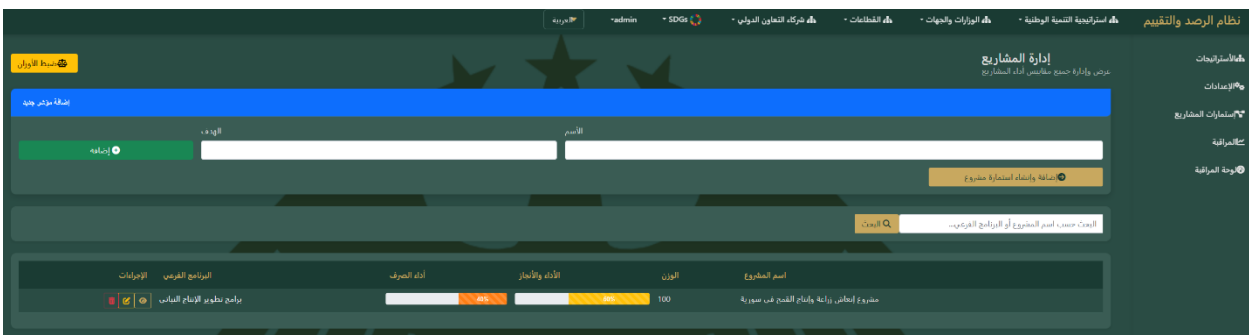 نظام الرصد والتقييم
استراتيجية التنمية الوطنية
الوزارات والجهات
القطاعات
شركاء التعاون الدولي
SDGs
admin
العربية
الأستراتيجات
الإعدادات
إستمارات المشاريع
المراقبة
لوحة المراقبة
إدارة المشاريع
عرض وإدارة جميع مقاييس أداء المشاريع
ضبط الأوزان
إضافة مؤشر جديد
الأسم
الهدف
إضافه
إضافة وإنشاء استمارة مشروع
البحث حسب اسم المشروع أو البرنامج الفرعي...
البحث
اسم المشروع الوزن الأداء والأنجاز أداء الصرف البرنامج الفرعي الإجراءات
مشروع إنعاش زراعة وإنتاج القمح في سورية 100 برامج تطوير الإنتاج النباتي